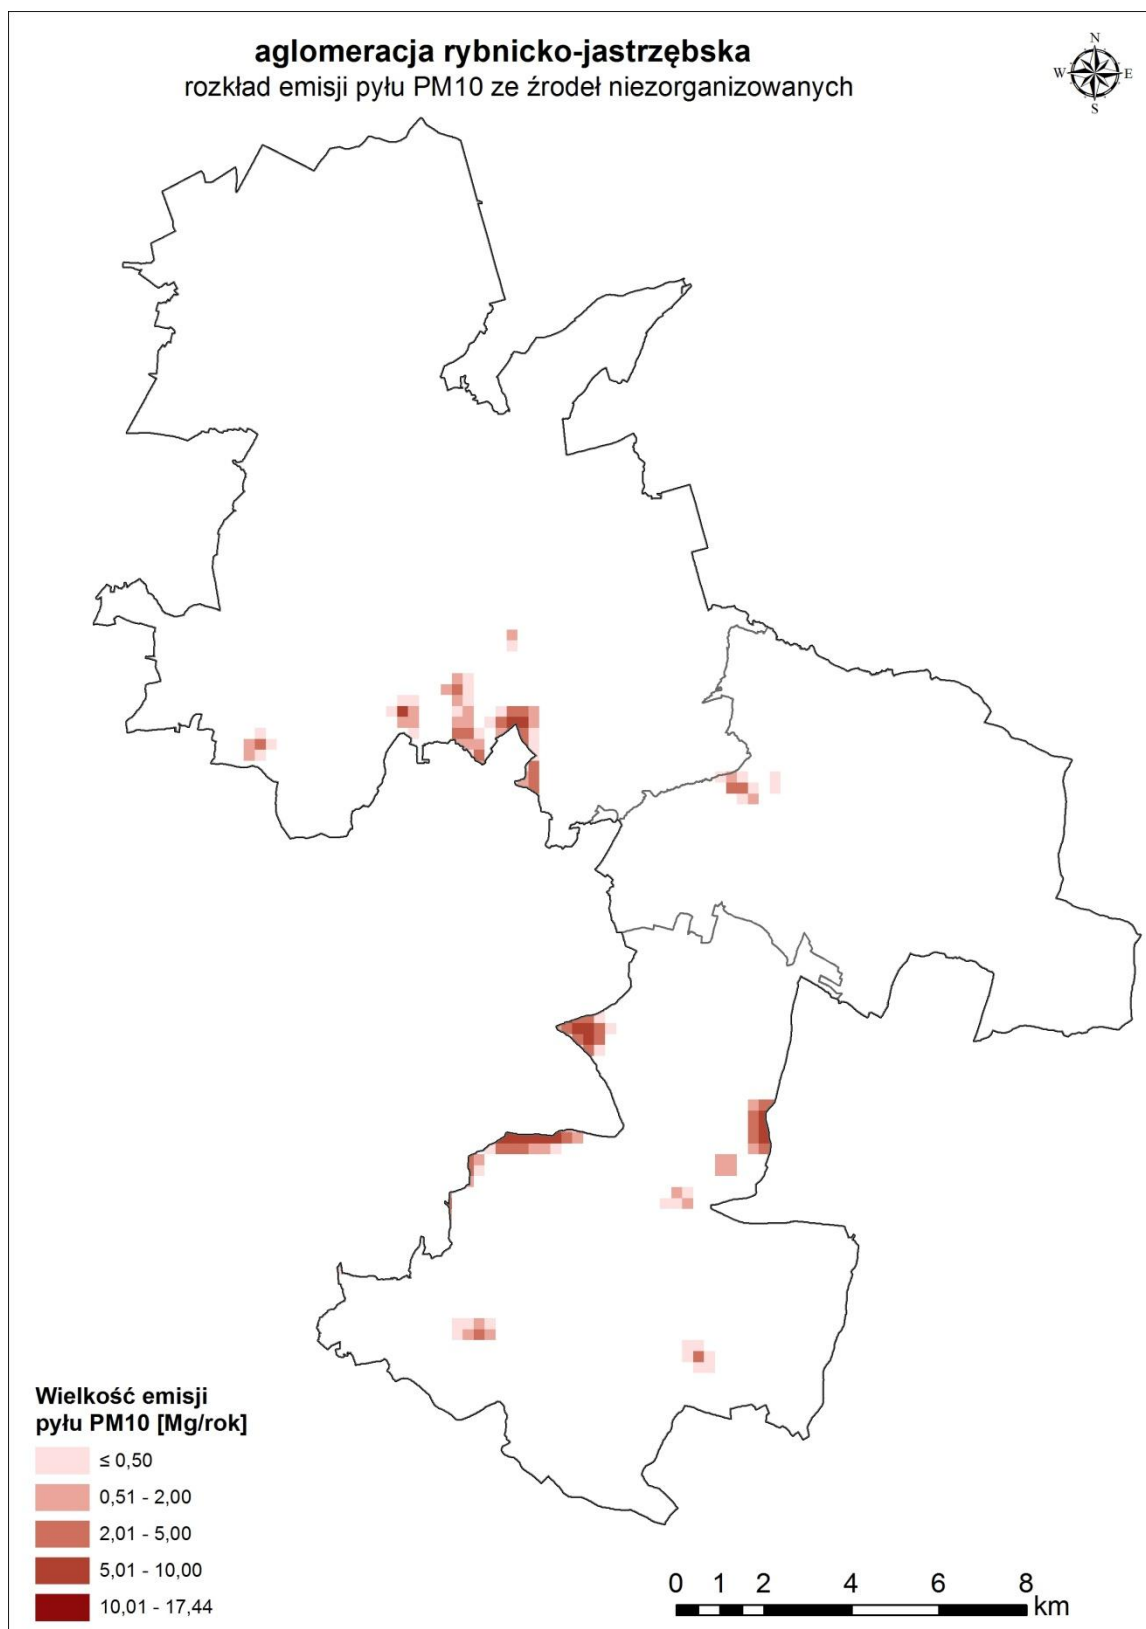 aglomeracja rybnicko-jastrzębska
rozkład emisji pyłu PM10 ze źrodeł niezorganizowanych
N
W E
S
Wielkość emisji
pyłu PM10 [Mg/rok]
≤ 0,50
0,51 - 2,00
2,01 - 5,00
5,01 - 10,00
10,01 - 17,44
0 1 2 4 6 8
km